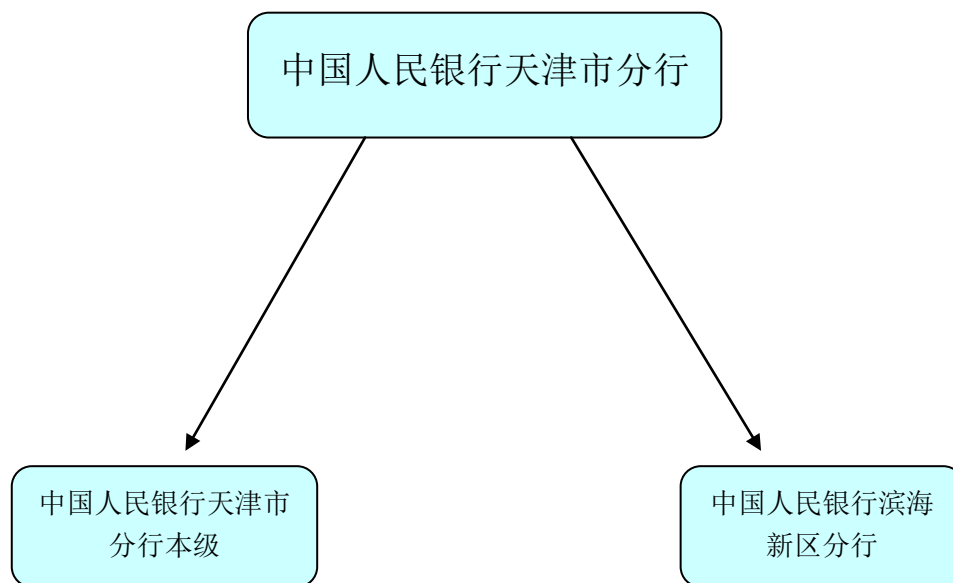 中国人民银行天津市分行
中国人民银行天津市
分行本级
中国人民银行滨海
新区分行